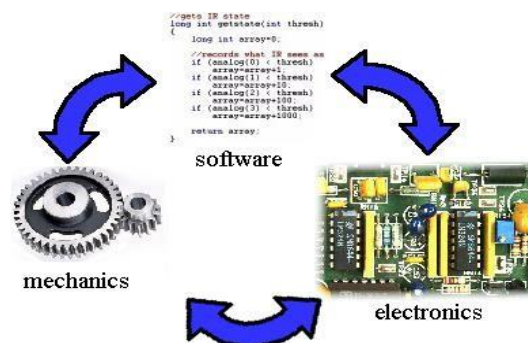 //gets IR state
long int getstate(int thresh)
{
long int array=0;
//records what IR sees as
if (analog(0) < thresh)
array=array+1;
if (analog(1) < thresh)
array=array+10;
if (analog(2) < thresh)
array=array+100;
if (analog(3) < thresh)
array=array+1000;
return array;
}
software
mechanics
electronics